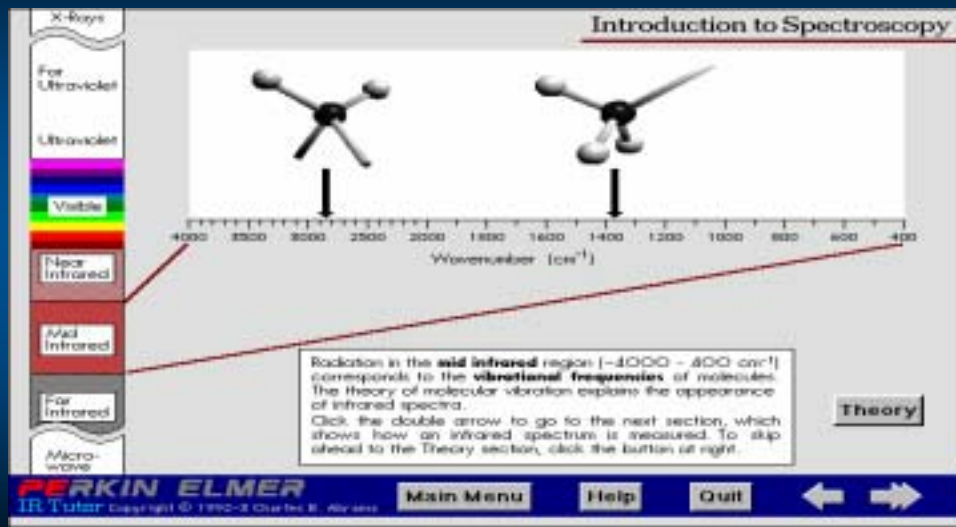 X-Rays
Introduction to Spectroscopy
Far
Ultraviolet
Ultraviolet
Visible
Near
Infrared
Mid
Infrared
Far
Infrared
Micro-
wave
4000 3500 3000 2500 2000 1800 1600 1400 1200 1000 800 600 400
Wavenumber (cm⁻¹)
Radiation in the mid infrared region (~4000 - 400 cm⁻¹)
corresponds to the vibrational frequencies of molecules.
The theory of molecular vibration explains the appearance
of infrared spectra.
Click the double arrow to go to the next section, which
shows how an infrared spectrum is measured. To skip
ahead to the Theory section, click the button at right.
Theory
PERKIN ELMER
IR Tutor Copyright © 1992-3 Charles B. Abrams
Main Menu Help Quit